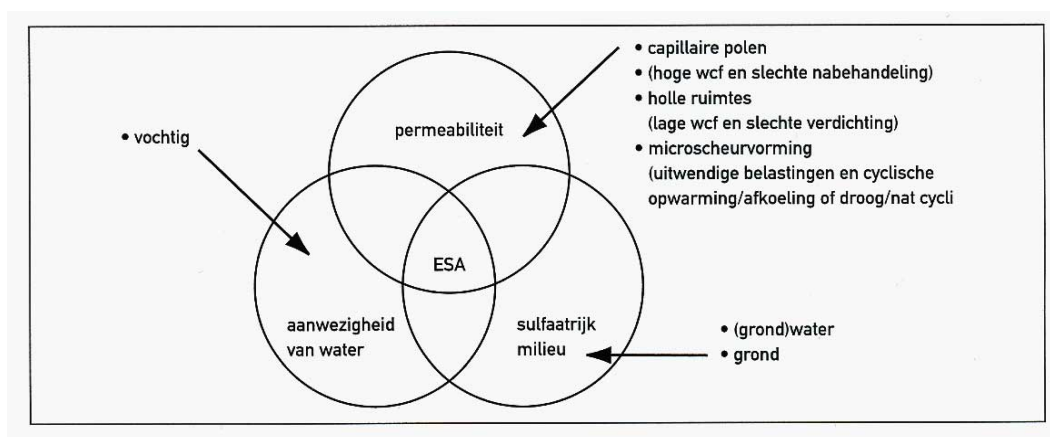 • capillaire polen
• (hoge wcf en slechte nabehandeling)
• holle ruimtes
(lage wcf en slechte verdichting)
• microscheurvorming
(uitwendige belastingen en cyclische
opwarming/afkoeling of droog/nat cycli
permeabiliteit
• vochtig
ESA
aanwezigheid
van water
sulfaatrijk
milieu
• (grond)water
• grond